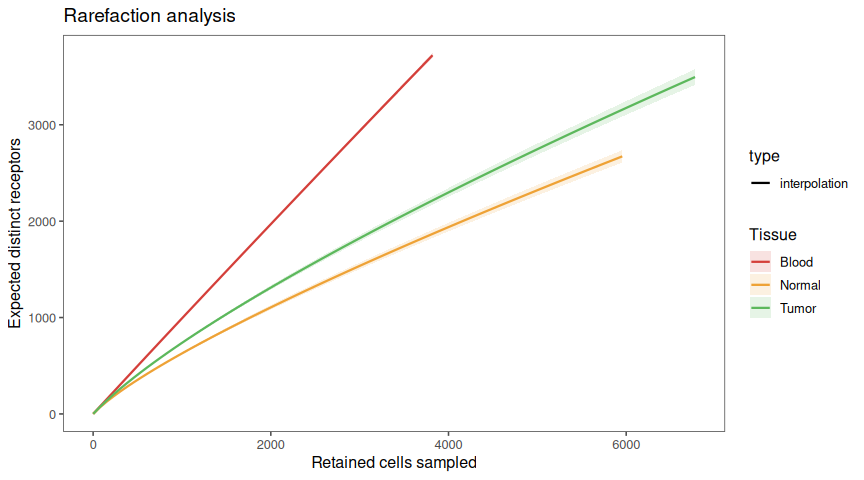 Rarefaction analysis
Expected distinct receptors
3000
2000
1000
0
0
2000
4000
6000
Retained cells sampled
type
interpolation
Tissue
Blood
Normal
Tumor